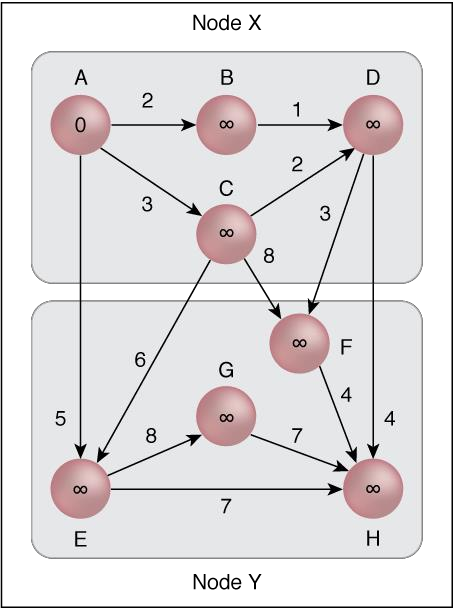 Node X
A B D
2 1
0 ∞ ∞
2
3 C 3
∞
8
6 ∞ F
G
5 8 ∞ 7 4 4
∞ 7 ∞
E H
Node Y